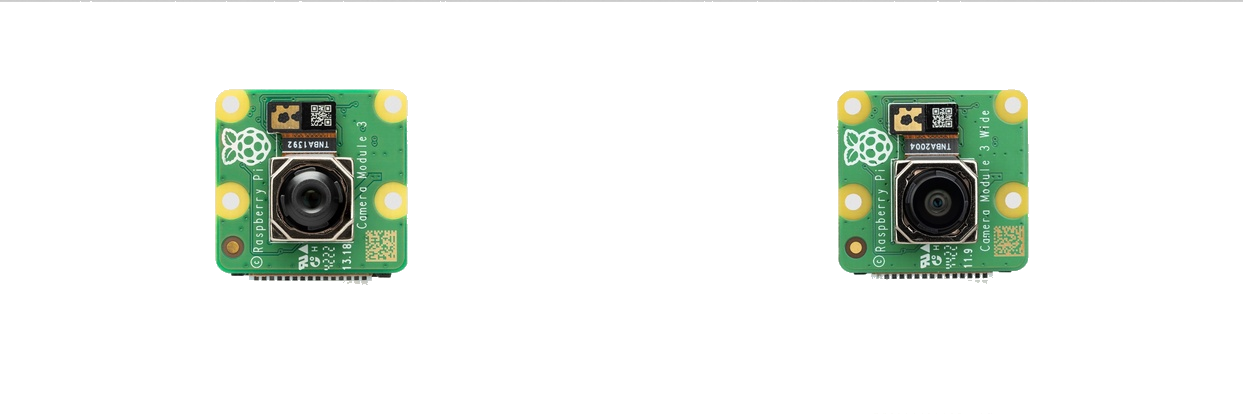 TNBA1392
© Raspberry Pi
Camera Module 3
13.18
TNBA2004
© Raspberry Pi
Camera Module 3 Wide
11.9